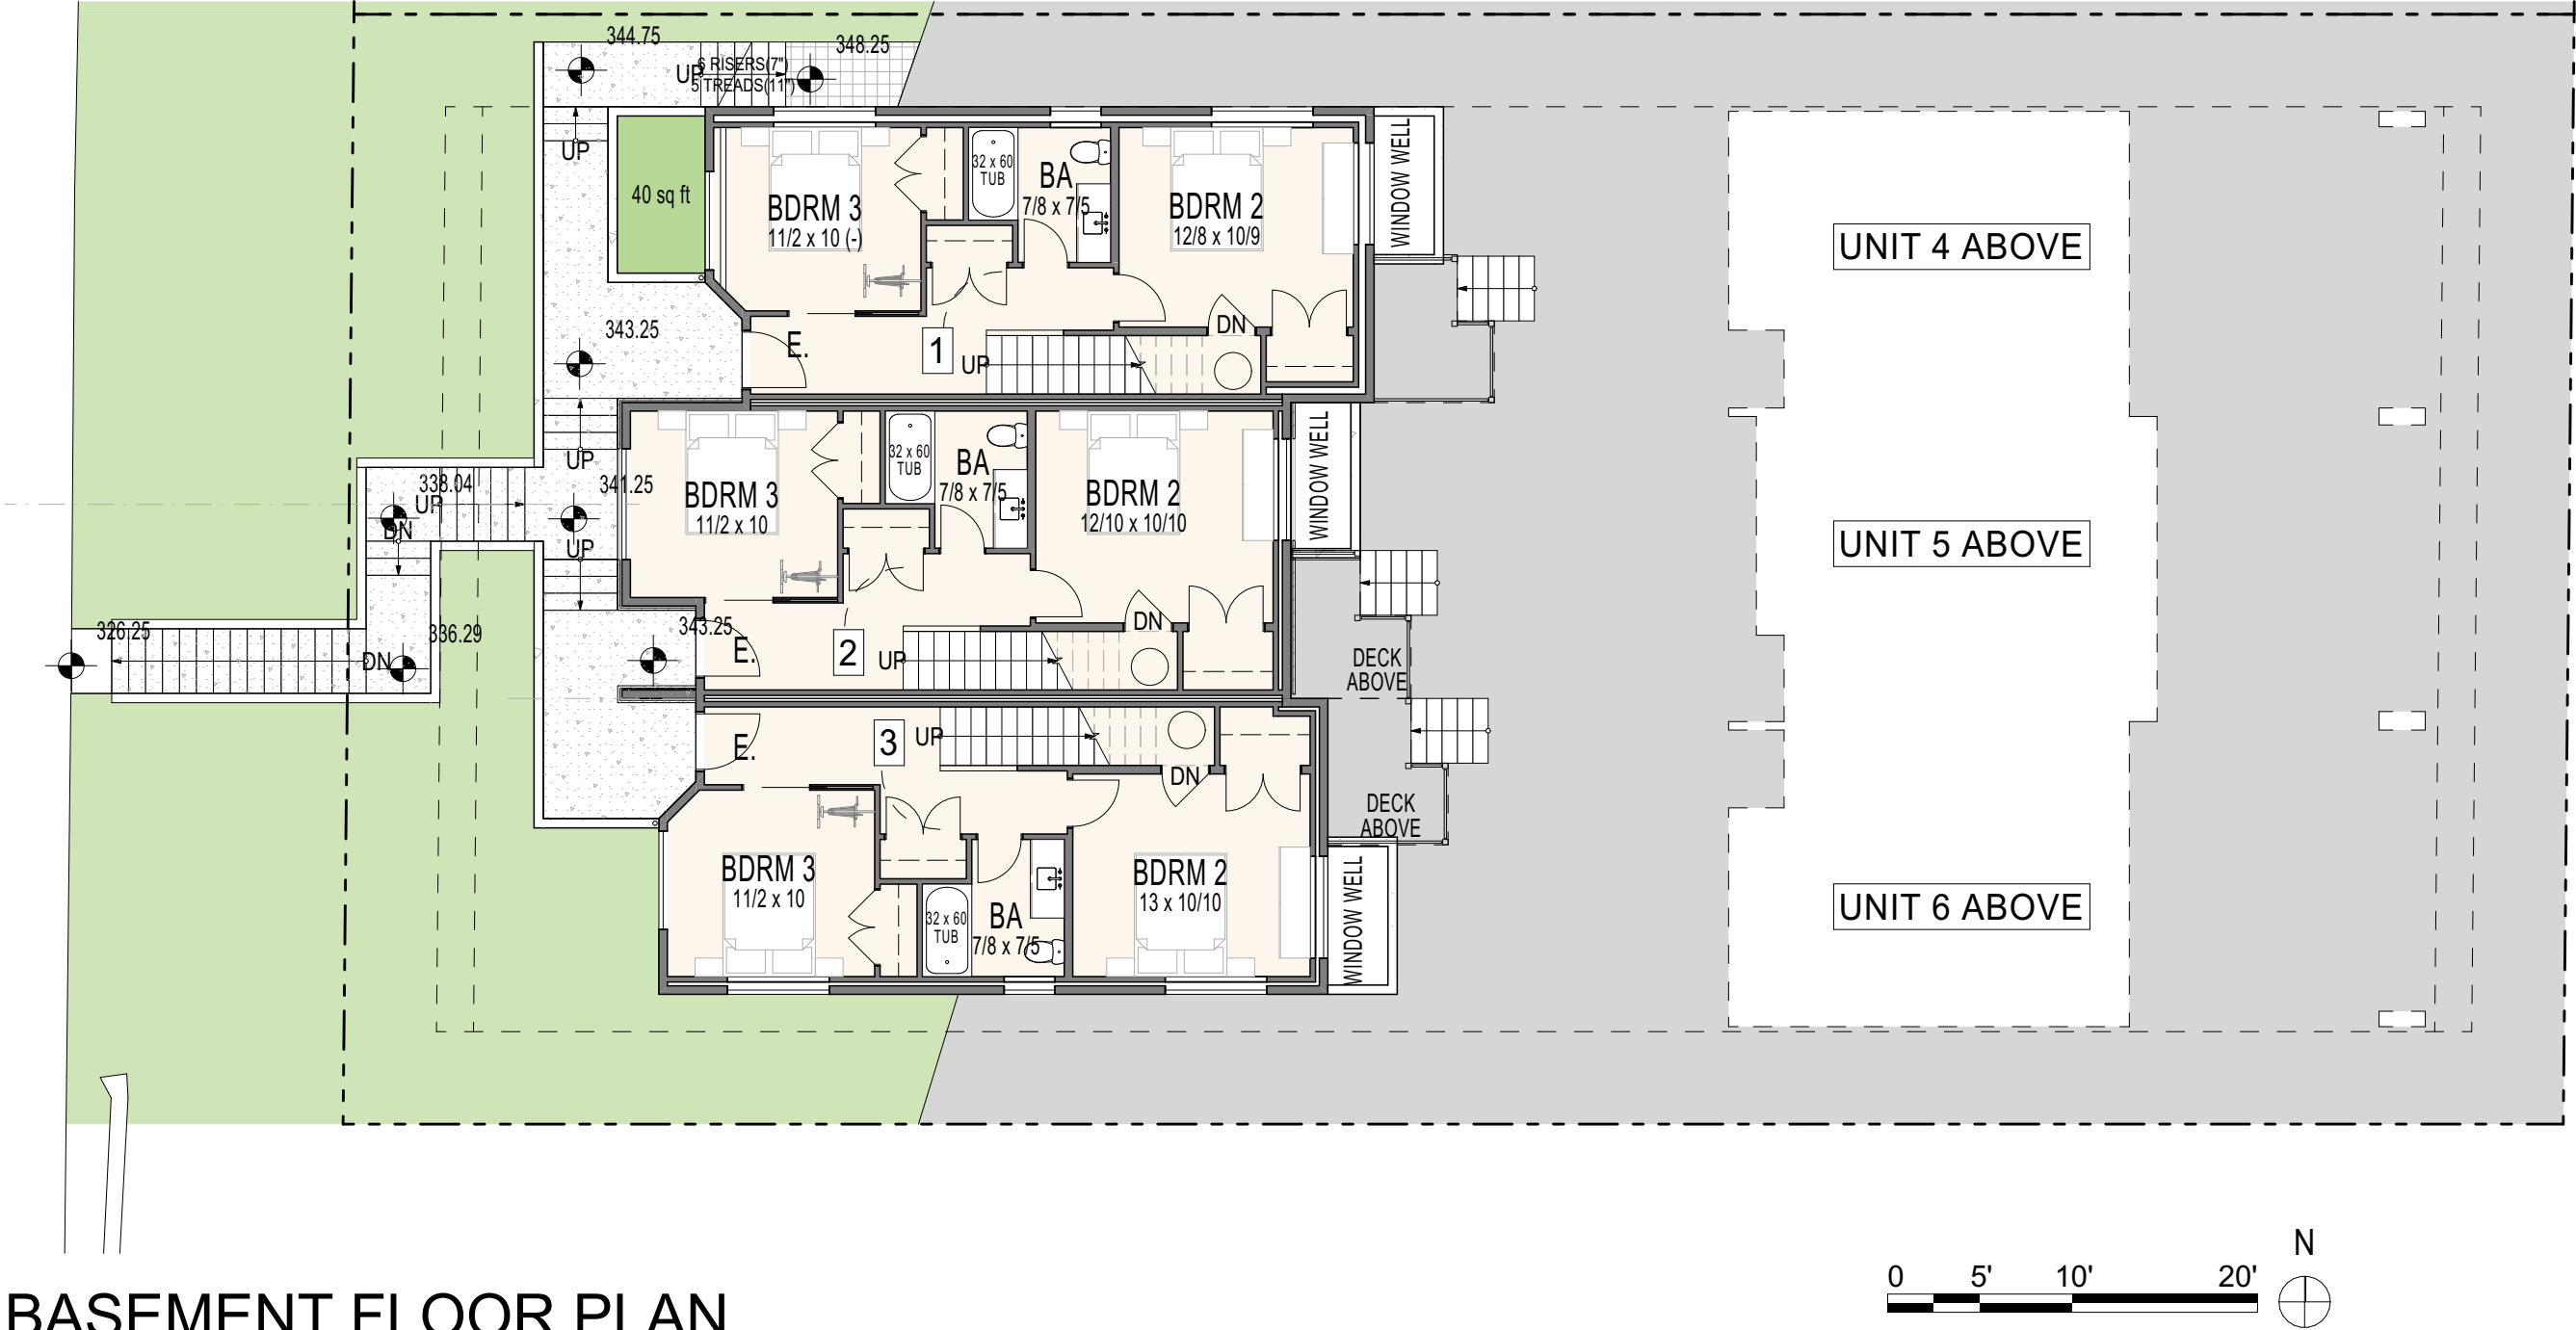 344.75
348.25
UP
6 RISERS(7")
5 TREADS(11")
UP
40 sq ft
BDRM 3
11/2 x 10 (-)
32 x 60
TUB
BA
7/8 x 7/5
BDRM 2
12/8 x 10/9
WINDOW WELL
UNIT 4 ABOVE
343.25
E.
1
UP
DN
UP
338.04
UP
DN
341.25
UP
BDRM 3
11/2 x 10
32 x 60
TUB
BA
7/8 x 7/5
BDRM 2
12/10 x 10/10
WINDOW WELL
UNIT 5 ABOVE
326.25
DN
336.29
343.25
E.
2
UP
DN
DECK
ABOVE
E.
3
UP
DN
DECK
ABOVE
BDRM 3
11/2 x 10
32 x 60
TUB
BA
7/8 x 7/5
BDRM 2
13 x 10/10
WINDOW WELL
UNIT 6 ABOVE
N
0 5' 10' 20'
BASEMENT FLOOR PLAN